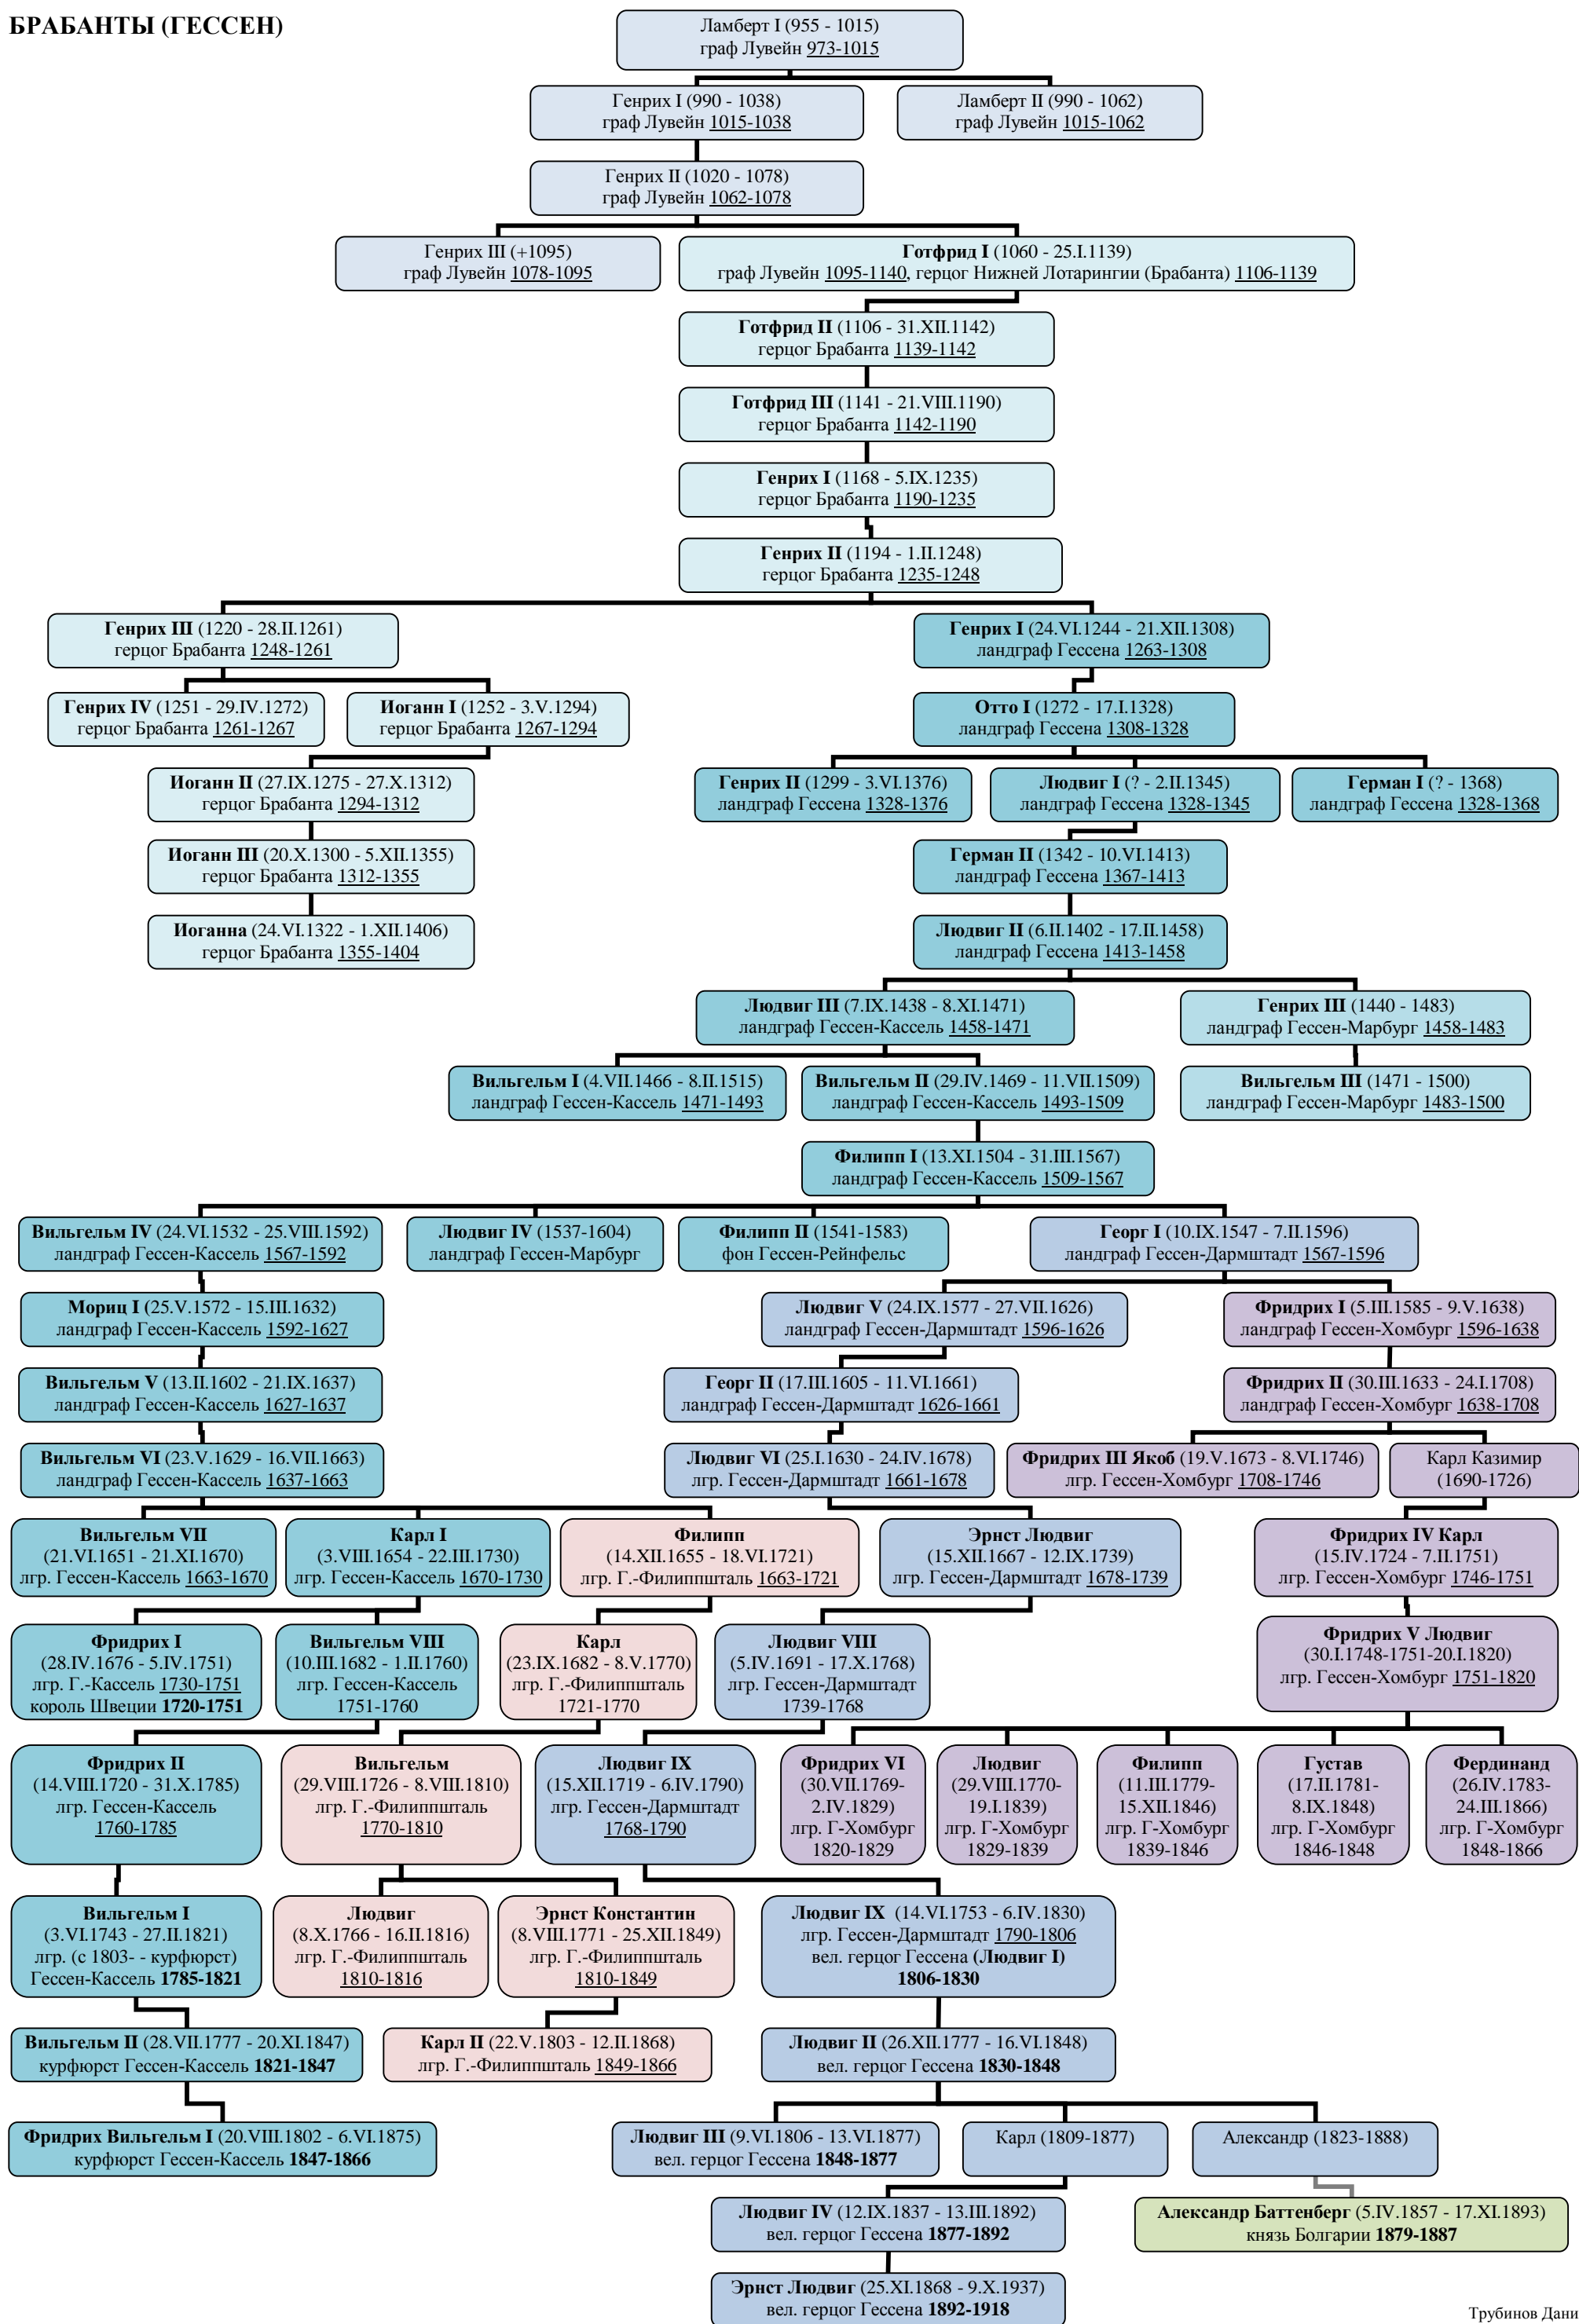 БРАБАНТЫ (ГЕССЕН)
Ламберт I (955 - 1015)
граф Лувейн 973-1015
Генрих I (990 - 1038)
граф Лувейн 1015-1038
Ламберт II (990 - 1062)
граф Лувейн 1015-1062
Генрих II (1020 - 1078)
граф Лувейн 1062-1078
Генрих III (+1095)
граф Лувейн 1078-1095
Готфрид I (1060 - 25.I.1139)
граф Лувейн 1095-1140, герцог Нижней Лотарингии (Брабанта) 1106-1139
Готфрид II (1106 - 31.XII.1142)
герцог Брабанта 1139-1142
Готфрид III (1141 - 21.VIII.1190)
герцог Брабанта 1142-1190
Генрих I (1168 - 5.IX.1235)
герцог Брабанта 1190-1235
Генрих II (1194 - 1.II.1248)
герцог Брабанта 1235-1248
Генрих III (1220 - 28.II.1261)
герцог Брабанта 1248-1261
Генрих I (24.VI.1244 - 21.XII.1308)
ландграф Гессена 1263-1308
Генрих IV (1251 - 29.IV.1272)
герцог Брабанта 1261-1267
Иоганн I (1252 - 3.V.1294)
герцог Брабанта 1267-1294
Отто I (1272 - 17.I.1328)
ландграф Гессена 1308-1328
Иоганн II (27.IX.1275 - 27.X.1312)
герцог Брабанта 1294-1312
Генрих II (1299 - 3.VI.1376)
ландграф Гессена 1328-1376
Людвиг I (? - 2.II.1345)
ландграф Гессена 1328-1345
Герман I (? - 1368)
ландграф Гессена 1328-1368
Иоганн III (20.X.1300 - 5.XII.1355)
герцог Брабанта 1312-1355
Герман II (1342 - 10.VI.1413)
ландграф Гессена 1367-1413
Иоганна (24.VI.1322 - 1.XII.1406)
герцог Брабанта 1355-1404
Людвиг II (6.II.1402 - 17.II.1458)
ландграф Гессена 1413-1458
Людвиг III (7.IX.1438 - 8.XI.1471)
ландграф Гессен-Кассель 1458-1471
Генрих III (1440 - 1483)
ландграф Гессен-Марбург 1458-1483
Вильгельм I (4.VII.1466 - 8.II.1515)
ландграф Гессен-Кассель 1471-1493
Вильгельм II (29.IV.1469 - 11.VII.1509)
ландграф Гессен-Кассель 1493-1509
Вильгельм III (1471 - 1500)
ландграф Гессен-Марбург 1483-1500
Филипп I (13.XI.1504 - 31.III.1567)
ландграф Гессен-Кассель 1509-1567
Вильгельм IV (24.VI.1532 - 25.VIII.1592)
ландграф Гессен-Кассель 1567-1592
Людвиг IV (1537-1604)
ландграф Гессен-Марбург
Филипп II (1541-1583)
фон Гессен-Рейнфельс
Георг I (10.IX.1547 - 7.II.1596)
ландграф Гессен-Дармштадт 1567-1596
Мориц I (25.V.1572 - 15.III.1632)
ландграф Гессен-Кассель 1592-1627
Людвиг V (24.IX.1577 - 27.VII.1626)
ландграф Гессен-Дармштадт 1596-1626
Фридрих I (5.III.1585 - 9.V.1638)
ландграф Гессен-Хомбург 1596-1638
Вильгельм V (13.II.1602 - 21.IX.1637)
ландграф Гессен-Кассель 1627-1637
Георг II (17.III.1605 - 11.VI.1661)
ландграф Гессен-Дармштадт 1626-1661
Фридрих II (30.III.1633 - 24.I.1708)
ландграф Гессен-Хомбург 1638-1708
Вильгельм VI (23.V.1629 - 16.VII.1663)
ландграф Гессен-Кассель 1637-1663
Людвиг VI (25.I.1630 - 24.IV.1678)
лгр. Гессен-Дармштадт 1661-1678
Фридрих III Якоб (19.V.1673 - 8.VI.1746)
лгр. Гессен-Хомбург 1708-1746
Карл Казимир
(1690-1726)
Вильгельм VII
(21.VI.1651 - 21.XI.1670)
лгр. Гессен-Кассель 1663-1670
Карл I
(3.VIII.1654 - 22.III.1730)
лгр. Гессен-Кассель 1670-1730
Филипп
(14.XII.1655 - 18.VI.1721)
лгр. Г.-Филиппшталь 1663-1721
Эрнст Людвиг
(15.XII.1667 - 12.IX.1739)
лгр. Гессен-Дармштадт 1678-1739
Фридрих IV Карл
(15.IV.1724 - 7.II.1751)
лгр. Гессен-Хомбург 1746-1751
Фридрих I
(28.IV.1676 - 5.IV.1751)
лгр. Г.-Кассель 1730-1751
король Швеции 1720-1751
Вильгельм VIII
(10.III.1682 - 1.II.1760)
лгр. Гессен-Кассель
1751-1760
Карл
(23.IX.1682 - 8.V.1770)
лгр. Г.-Филиппшталь
1721-1770
Людвиг VIII
(5.IV.1691 - 17.X.1768)
лгр. Гессен-Дармштадт
1739-1768
Фридрих V Людвиг
(30.I.1748-1751-20.I.1820)
лгр. Гессен-Хомбург 1751-1820
Фридрих II
(14.VIII.1720 - 31.X.1785)
лгр. Гессен-Кассель
1760-1785
Вильгельм
(29.VIII.1726 - 8.VIII.1810)
лгр. Г.-Филиппшталь
1770-1810
Людвиг IX
(15.XII.1719 - 6.IV.1790)
лгр. Гессен-Дармштадт
1768-1790
Фридрих VI
(30.VII.1769-
2.IV.1829)
лгр. Г-Хомбург
1820-1829
Людвиг
(29.VIII.1770-
19.I.1839)
лгр. Г-Хомбург
1829-1839
Филипп
(11.III.1779-
15.XII.1846)
лгр. Г-Хомбург
1839-1846
Густав
(17.II.1781-
8.IX.1848)
лгр. Г-Хомбург
1846-1848
Фердинанд
(26.IV.1783-
24.III.1866)
лгр. Г-Хомбург
1848-1866
Вильгельм I
(3.VI.1743 - 27.II.1821)
лгр. (с 1803- - курфюрст)
Гессен-Кассель 1785-1821
Людвиг
(8.X.1766 - 16.II.1816)
лгр. Г.-Филиппшталь
1810-1816
Эрнст Константин
(8.VIII.1771 - 25.XII.1849)
лгр. Г.-Филиппшталь
1810-1849
Людвиг IX (14.VI.1753 - 6.IV.1830)
лгр. Гессен-Дармштадт 1790-1806
вел. герцог Гессена (Людвиг I)
1806-1830
Вильгельм II (28.VII.1777 - 20.XI.1847)
курфюрст Гессен-Кассель 1821-1847
Карл II (22.V.1803 - 12.II.1868)
лгр. Г.-Филиппшталь 1849-1866
Людвиг II (26.XII.1777 - 16.VI.1848)
вел. герцог Гессена 1830-1848
Фридрих Вильгельм I (20.VIII.1802 - 6.VI.1875)
курфюрст Гессен-Кассель 1847-1866
Людвиг III (9.VI.1806 - 13.VI.1877)
вел. герцог Гессена 1848-1877
Карл (1809-1877)
Александр (1823-1888)
Людвиг IV (12.IX.1837 - 13.III.1892)
вел. герцог Гессена 1877-1892
Александр Баттенберг (5.IV.1857 - 17.XI.1893)
князь Болгарии 1879-1887
Эрнст Людвиг (25.XI.1868 - 9.X.1937)
вел. герцог Гессена 1892-1918
Трубинов Дани